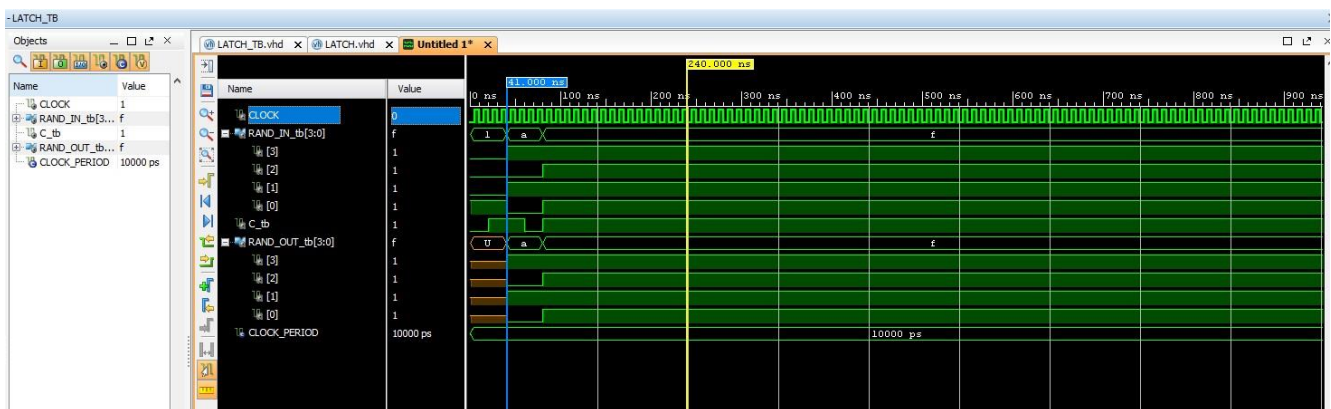 - LATCH_TB
Objects
Name Value
CLOCK 1
RAND_IN_tb[3... f
C_tb 1
RAND_OUT_tb... f
CLOCK_PERIOD 10000 ps
LATCH_TB.vhd LATCH.vhd Untitled 1*
240.000 ns
41.000 ns
Name Value
0 ns 100 ns 200 ns 300 ns 400 ns 500 ns 600 ns 700 ns 800 ns 900 ns
CLOCK 0
RAND_IN_tb[3:0] f 1 a f
[3] 1
[2] 1
[1] 1
[0] 1
C_tb 1
RAND_OUT_tb[3:0] f U a f
[3] 1
[2] 1
[1] 1
[0] 1
CLOCK_PERIOD 10000 ps 10000 ps